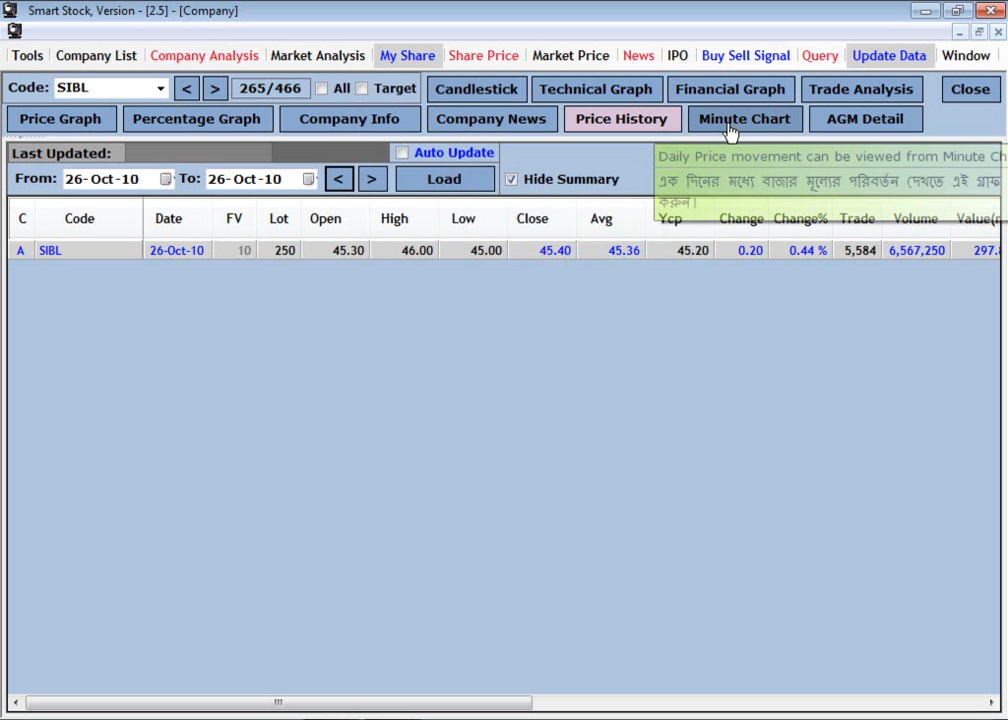 Smart Stock, Version - [2.5] - [Company]
Tools Company List Company Analysis Market Analysis My Share Share Price Market Price News IPO Buy Sell Signal Query Update Data Window
Code: SIBL < > 265/466 All Target Candlestick Technical Graph Financial Graph Trade Analysis Close
Price Graph Percentage Graph Company Info Company News Price History Minute Chart AGM Detail
Last Updated: Auto Update
Daily Price movement can be viewed from Minute Ch
From: 26-Oct-10 To: 26-Oct-10 < > Load Hide Summary
এক দিনের মধ্যে বাজার মূল্যের পরিবর্তন দেখতে এই গ্রাফ
করুন।
C Code Date FV Lot Open High Low Close Avg Ycp Change Change% Trade Volume Value(m
A SIBL 26-Oct-10 10 250 45.30 46.00 45.00 45.40 45.36 45.20 0.20 0.44 % 5,584 6,567,250 297.